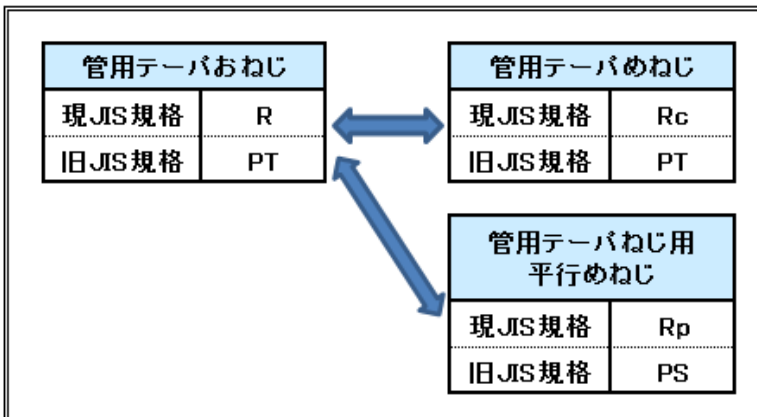 管用テーパおねじ
現JIS規格 R
旧JIS規格 PT
管用テーパめねじ
現JIS規格 Rc
旧JIS規格 PT
管用テーパねじ用
平行めねじ
現JIS規格 Rp
旧JIS規格 PS